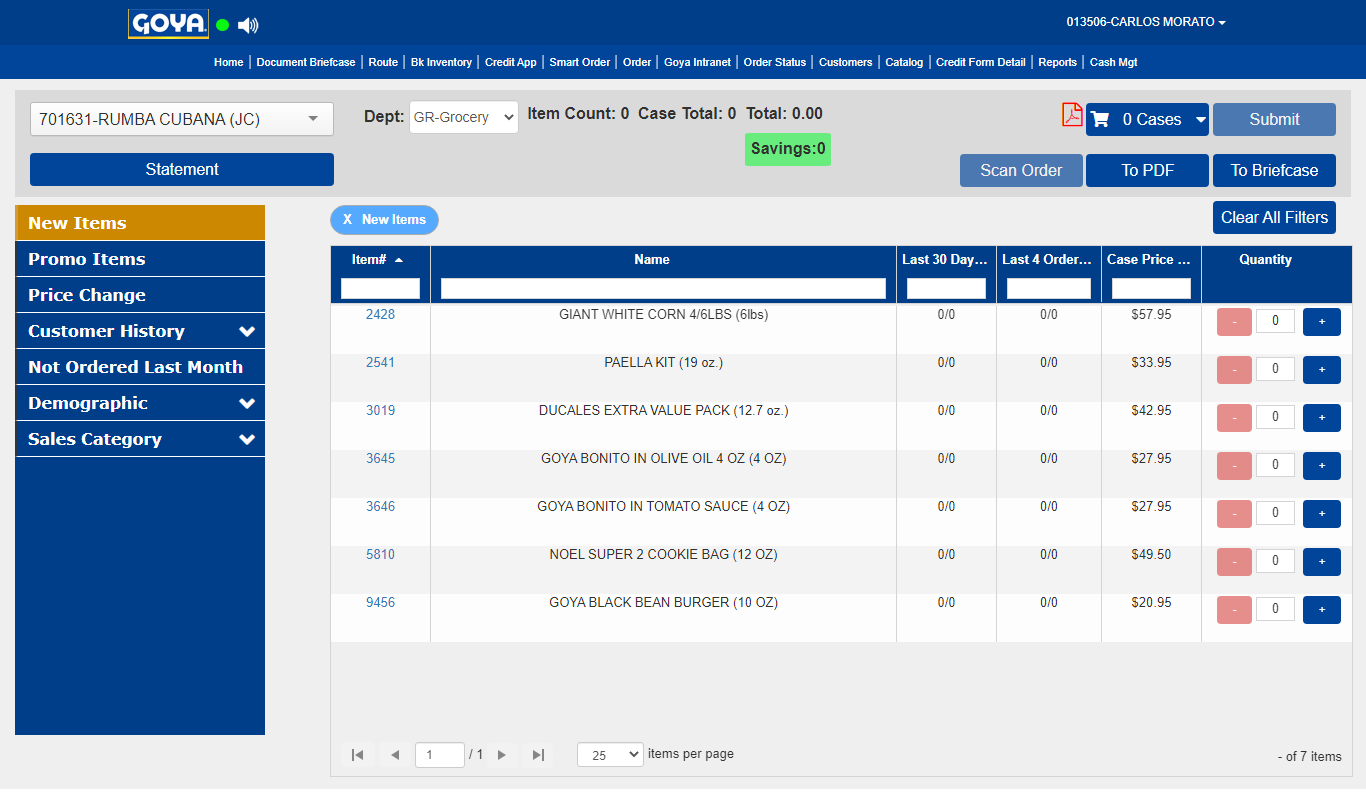 GOYA
013506-CARLOS MORATO
Home | Document Briefcase | Route | Bk Inventory | Credit App | Smart Order | Order | Goya Intranet | Order Status | Customers | Catalog | Credit Form Detail | Reports | Cash Mgt
701631-RUMBA CUBANA (JC)
Dept: GR-Grocery Item Count: 0 Case Total: 0 Total: 0.00
0 Cases
Submit
Savings:0
Statement
Scan Order
To PDF
To Briefcase
New Items
Promo Items
Price Change
Customer History
Not Ordered Last Month
Demographic
Sales Category
X New Items
Clear All Filters
Item# Name Last 30 Day... Last 4 Order... Case Price ... Quantity
2428 GIANT WHITE CORN 4/6LBS (6lbs) 0/0 0/0 $57.95 - 0 +
2541 PAELLA KIT (19 oz.) 0/0 0/0 $33.95 - 0 +
3019 DUCALES EXTRA VALUE PACK (12.7 oz.) 0/0 0/0 $42.95 - 0 +
3645 GOYA BONITO IN OLIVE OIL 4 OZ (4 OZ) 0/0 0/0 $27.95 - 0 +
3646 GOYA BONITO IN TOMATO SAUCE (4 OZ) 0/0 0/0 $27.95 - 0 +
5810 NOEL SUPER 2 COOKIE BAG (12 OZ) 0/0 0/0 $49.50 - 0 +
9456 GOYA BLACK BEAN BURGER (10 OZ) 0/0 0/0 $20.95 - 0 +
1 / 1 25 items per page - of 7 items